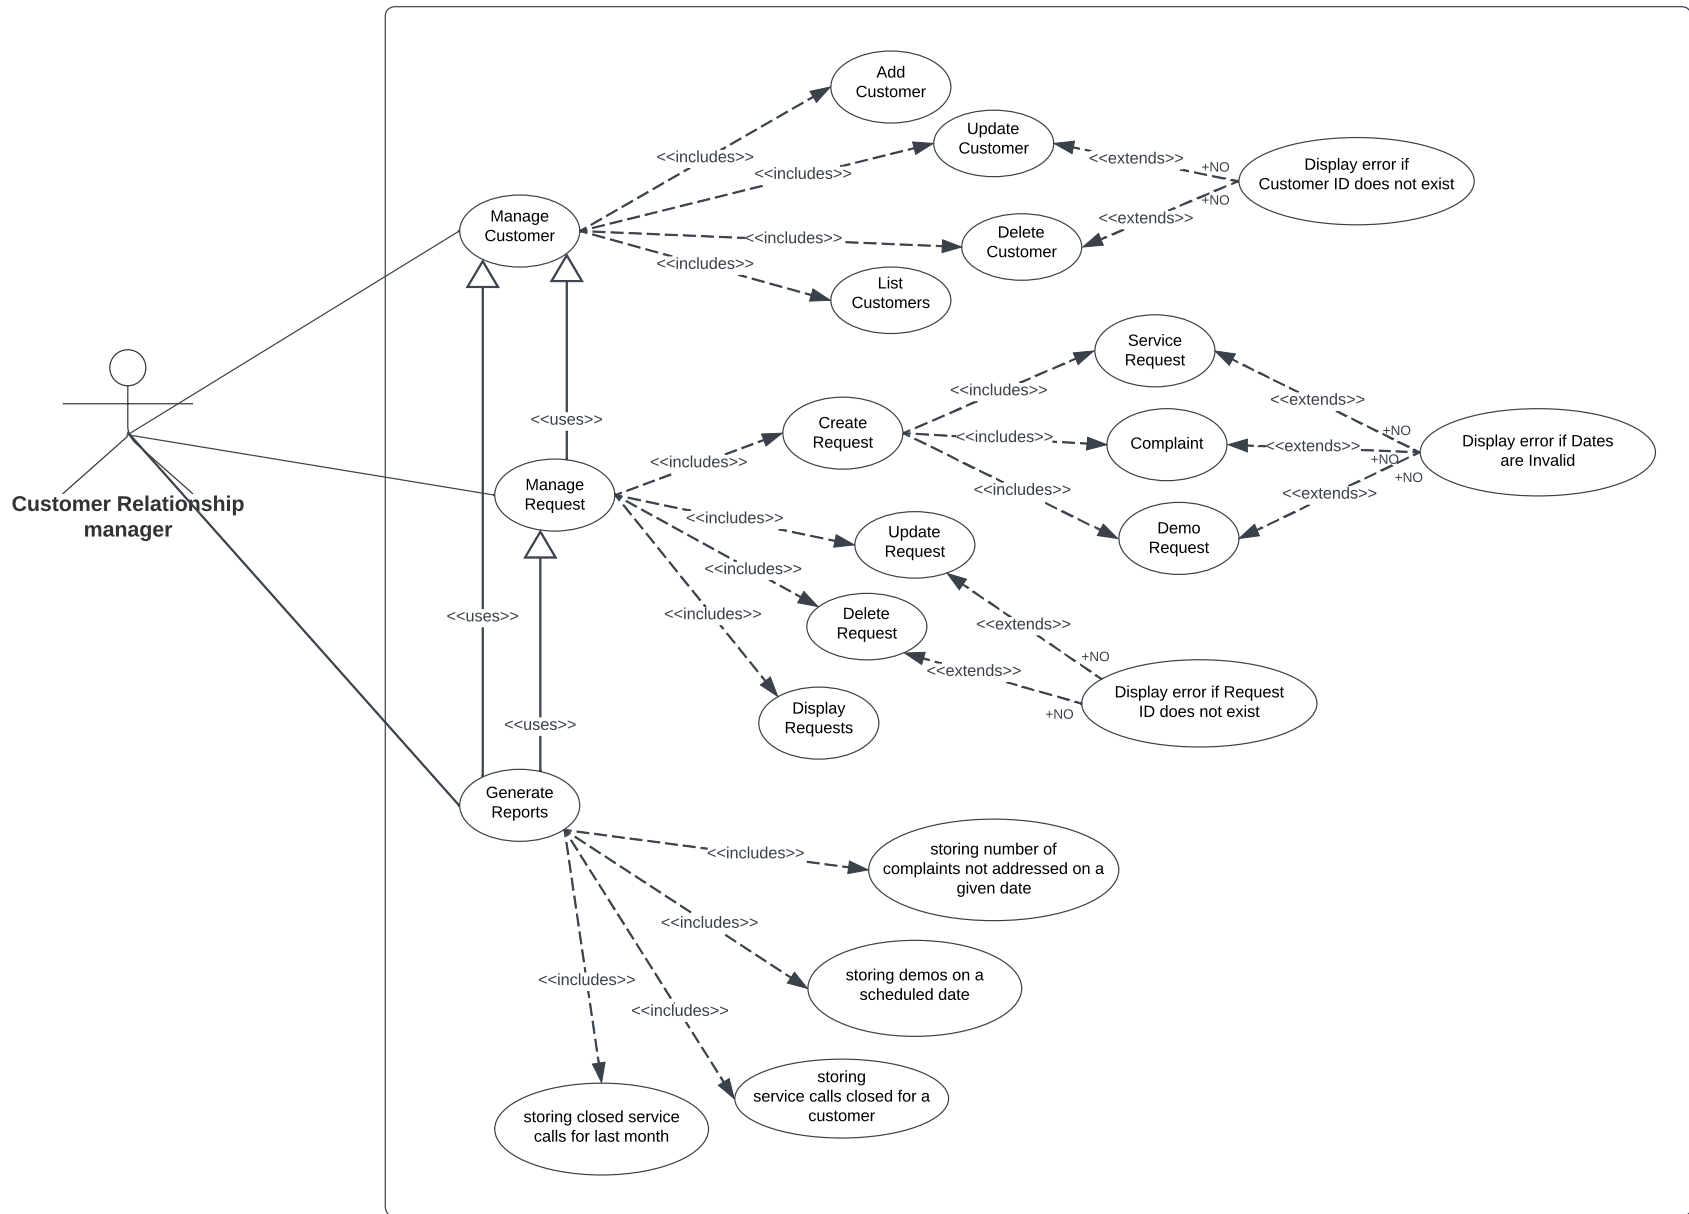 Add
Customer
Update
Customer
<<includes>>
<<extends>>
+NO
Display error if
Customer ID does not exist
<<includes>>
+NO
Manage
Customer
<<extends>>
Delete
Customer
<<includes>>
<<includes>>
List
Customers
Service
Request
<<includes>>
<<extends>>
<<uses>>
Create
Request
+NO
<<includes>>
Complaint
<<extends>>
Display error if Dates
are Invalid
+NO
<<includes>>
+NO
Manage
Request
<<includes>>
<<extends>>
Customer Relationship
manager
<<includes>>
Update
Request
Demo
Request
<<includes>>
<<includes>>
Delete
Request
<<uses>>
<<extends>>
+NO
<<extends>>
Display error if Request
ID does not exist
+NO
Display
Requests
<<uses>>
Generate
Reports
<<includes>>
storing number of
complaints not addressed on a
given date
<<includes>>
<<includes>>
storing demos on a
scheduled date
<<includes>>
storing
service calls closed for a
customer
storing closed service
calls for last month